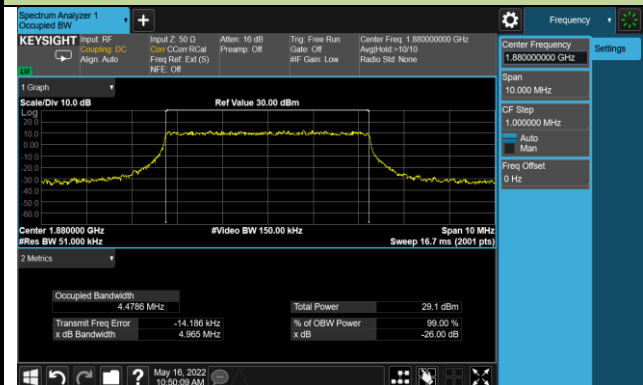 Spectrum Analyzer 1
Occupied BW
Frequency
KEYSIGHT
Input: RF
Coupling: DC
Align: Auto
Input Z: 50 Ω
Corr CCorr RCal
Freq Ref: Ext (S)
NFE: Off
Atten: 16 dB
Preamp: Off
Trig: Free Run
Gate: Off
#IF Gain: Low
Center Freq: 1.880000000 GHz
Avg|Hold:>10/10
Radio Std: None
Center Frequency
1.880000000 GHz
Settings
Span
10.000 MHz
CF Step
1.000000 MHz
Auto
Man
Freq Offset
0 Hz
1 Graph
Scale/Div 10.0 dB
Ref Value 30.00 dBm
Log
20.0
10.0
0.00
-10.0
-20.0
-30.0
-40.0
-50.0
-60.0
Center 1.880000 GHz
#Video BW 150.00 kHz
Span 10 MHz
#Res BW 51.000 kHz
Sweep 16.7 ms (2001 pts)
2 Metrics
Occupied Bandwidth
4.4786 MHz
Total Power
29.1 dBm
Transmit Freq Error
-14.186 kHz
% of OBW Power
99.00 %
x dB Bandwidth
4.965 MHz
x dB
-26.00 dB
May 16, 2022
10:50:09 AM